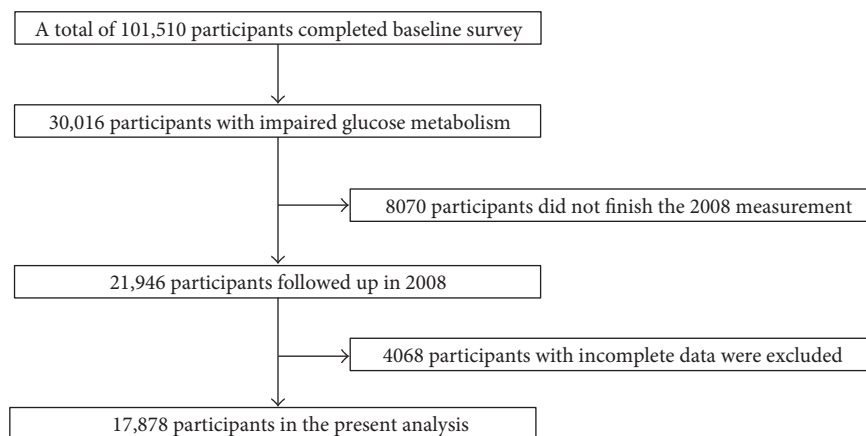 A total of 101,510 participants completed baseline survey
30,016 participants with impaired glucose metabolism
8070 participants did not finish the 2008 measurement
21,946 participants followed up in 2008
4068 participants with incomplete data were excluded
17,878 participants in the present analysis